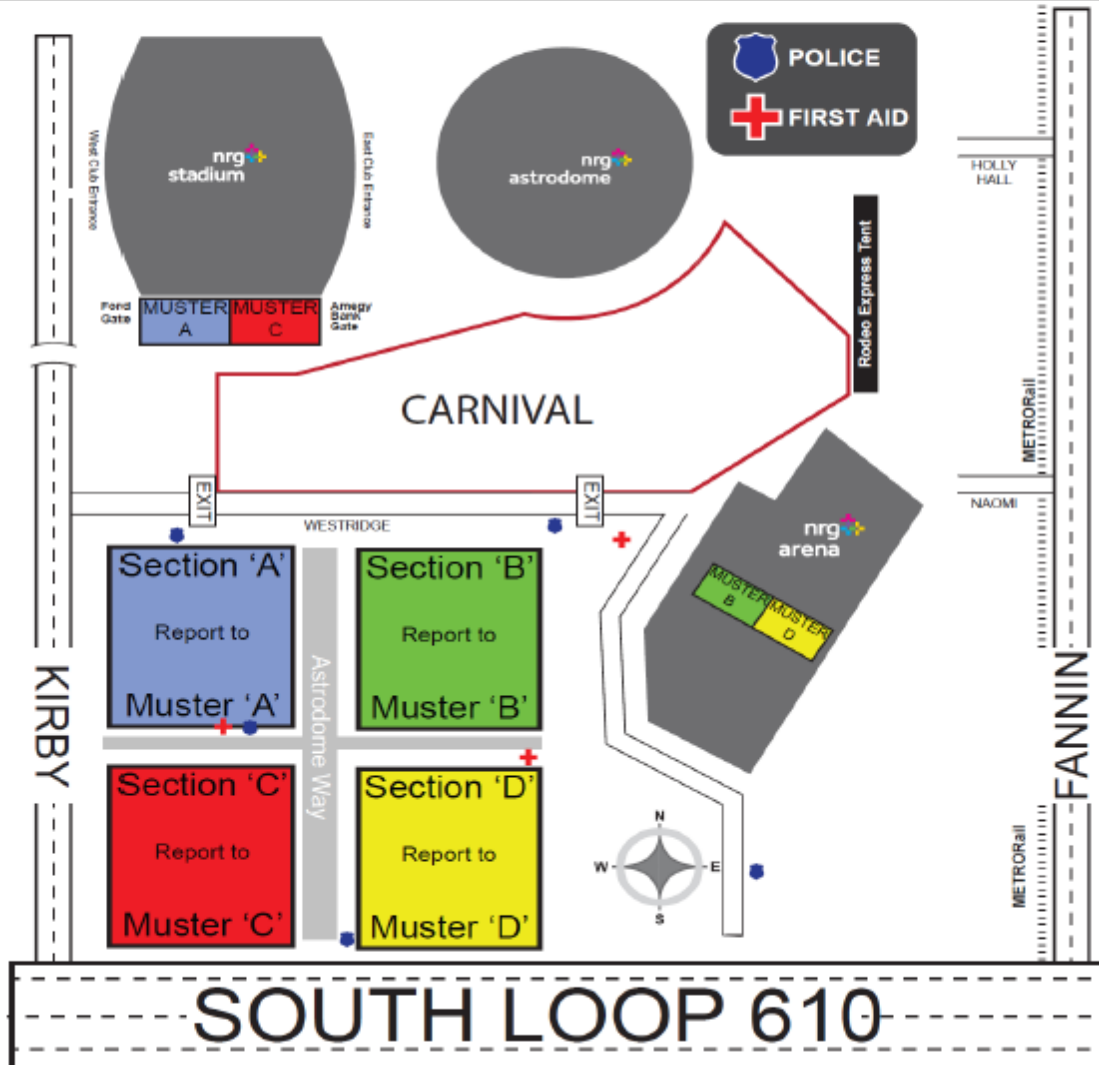 POLICE
FIRST AID
West Club Entrance
nrg
stadium
East Club Entrance
nrg
astrodome
HOLLY
HALL
Rodeo Express Tent
Ford
Gate
MUSTER
A
MUSTER
C
Amegy
Bank
Gate
CARNIVAL
METRORail
EXIT
EXIT
WESTRIDGE
NAOMI
nrg
arena
MUSTER
B
MUSTER
D
Section ‘A’
Report to
Muster ‘A’
Section ‘B’
Report to
Muster ‘B’
Astrodome Way
KIRBY
FANNIN
Section ‘C’
Report to
Muster ‘C’
Section ‘D’
Report to
Muster ‘D’
N
W
E
S
METRORail
SOUTH LOOP 610